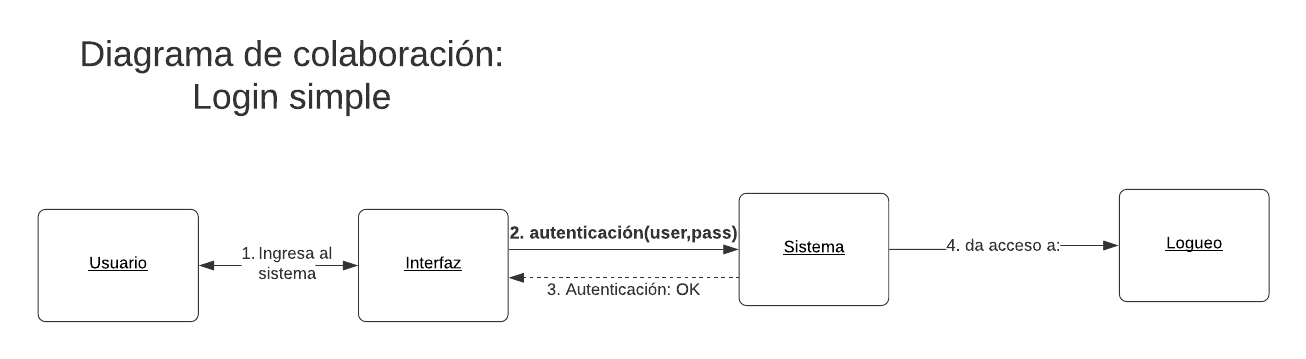 Diagrama de colaboración:
Login simple
Usuario
1. Ingresa al
sistema
Interfaz
2. autenticación(user,pass)
3. Autenticación: OK
Sistema
4. da acceso a:
Logueo